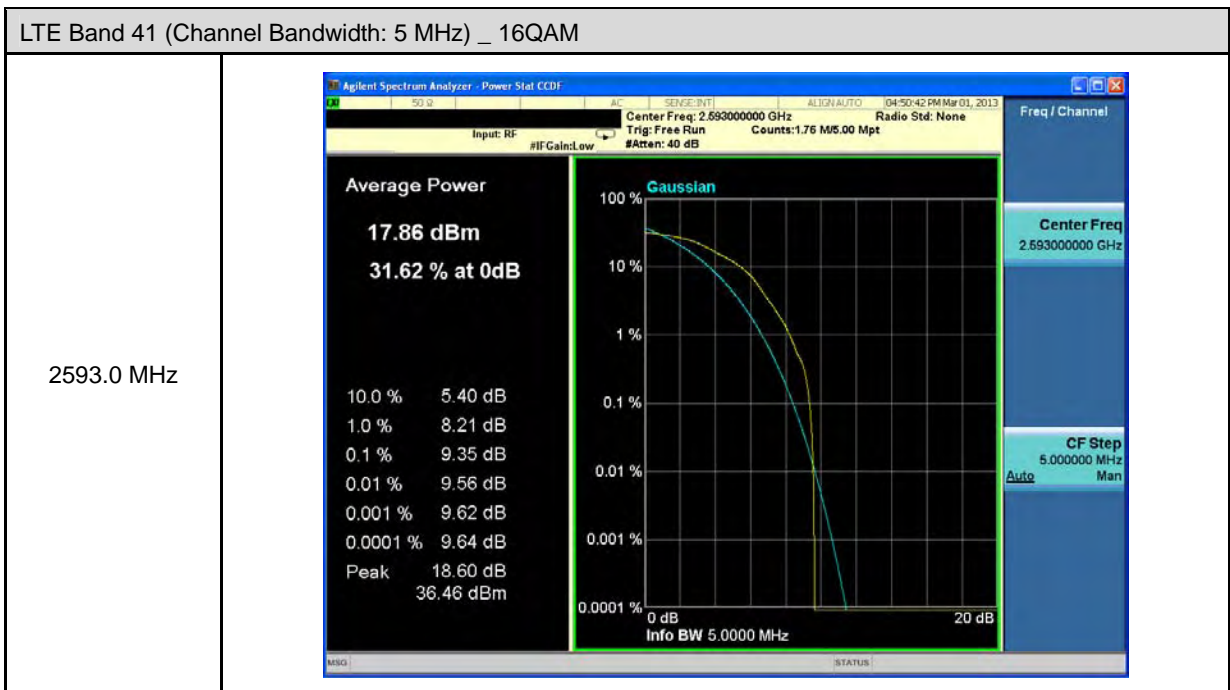 LTE Band 41 (Channel Bandwidth: 5 MHz) _ 16QAM
2593.0 MHz
Agilent Spectrum Analyzer - Power Stat CCDF
50 Ω AC SENSE:INT ALIGN AUTO 04:50:42 PM Mar 01, 2013
Input: RF
#IFGain:Low
Center Freq: 2.593000000 GHz Radio Std: None
Trig: Free Run Counts:1.76 M/5.00 Mpt
#Atten: 40 dB
Average Power
17.86 dBm
31.62 % at 0dB
10.0 % 5.40 dB
1.0 % 8.21 dB
0.1 % 9.35 dB
0.01 % 9.56 dB
0.001 % 9.62 dB
0.0001 % 9.64 dB
Peak 18.60 dB
36.46 dBm
Gaussian
100 %
10 %
1 %
0.1 %
0.01 %
0.001 %
0.0001 %
0 dB 20 dB
Info BW 5.0000 MHz
Freq / Channel
Center Freq
2.593000000 GHz
CF Step
5.000000 MHz
Auto Man
MSG STATUS